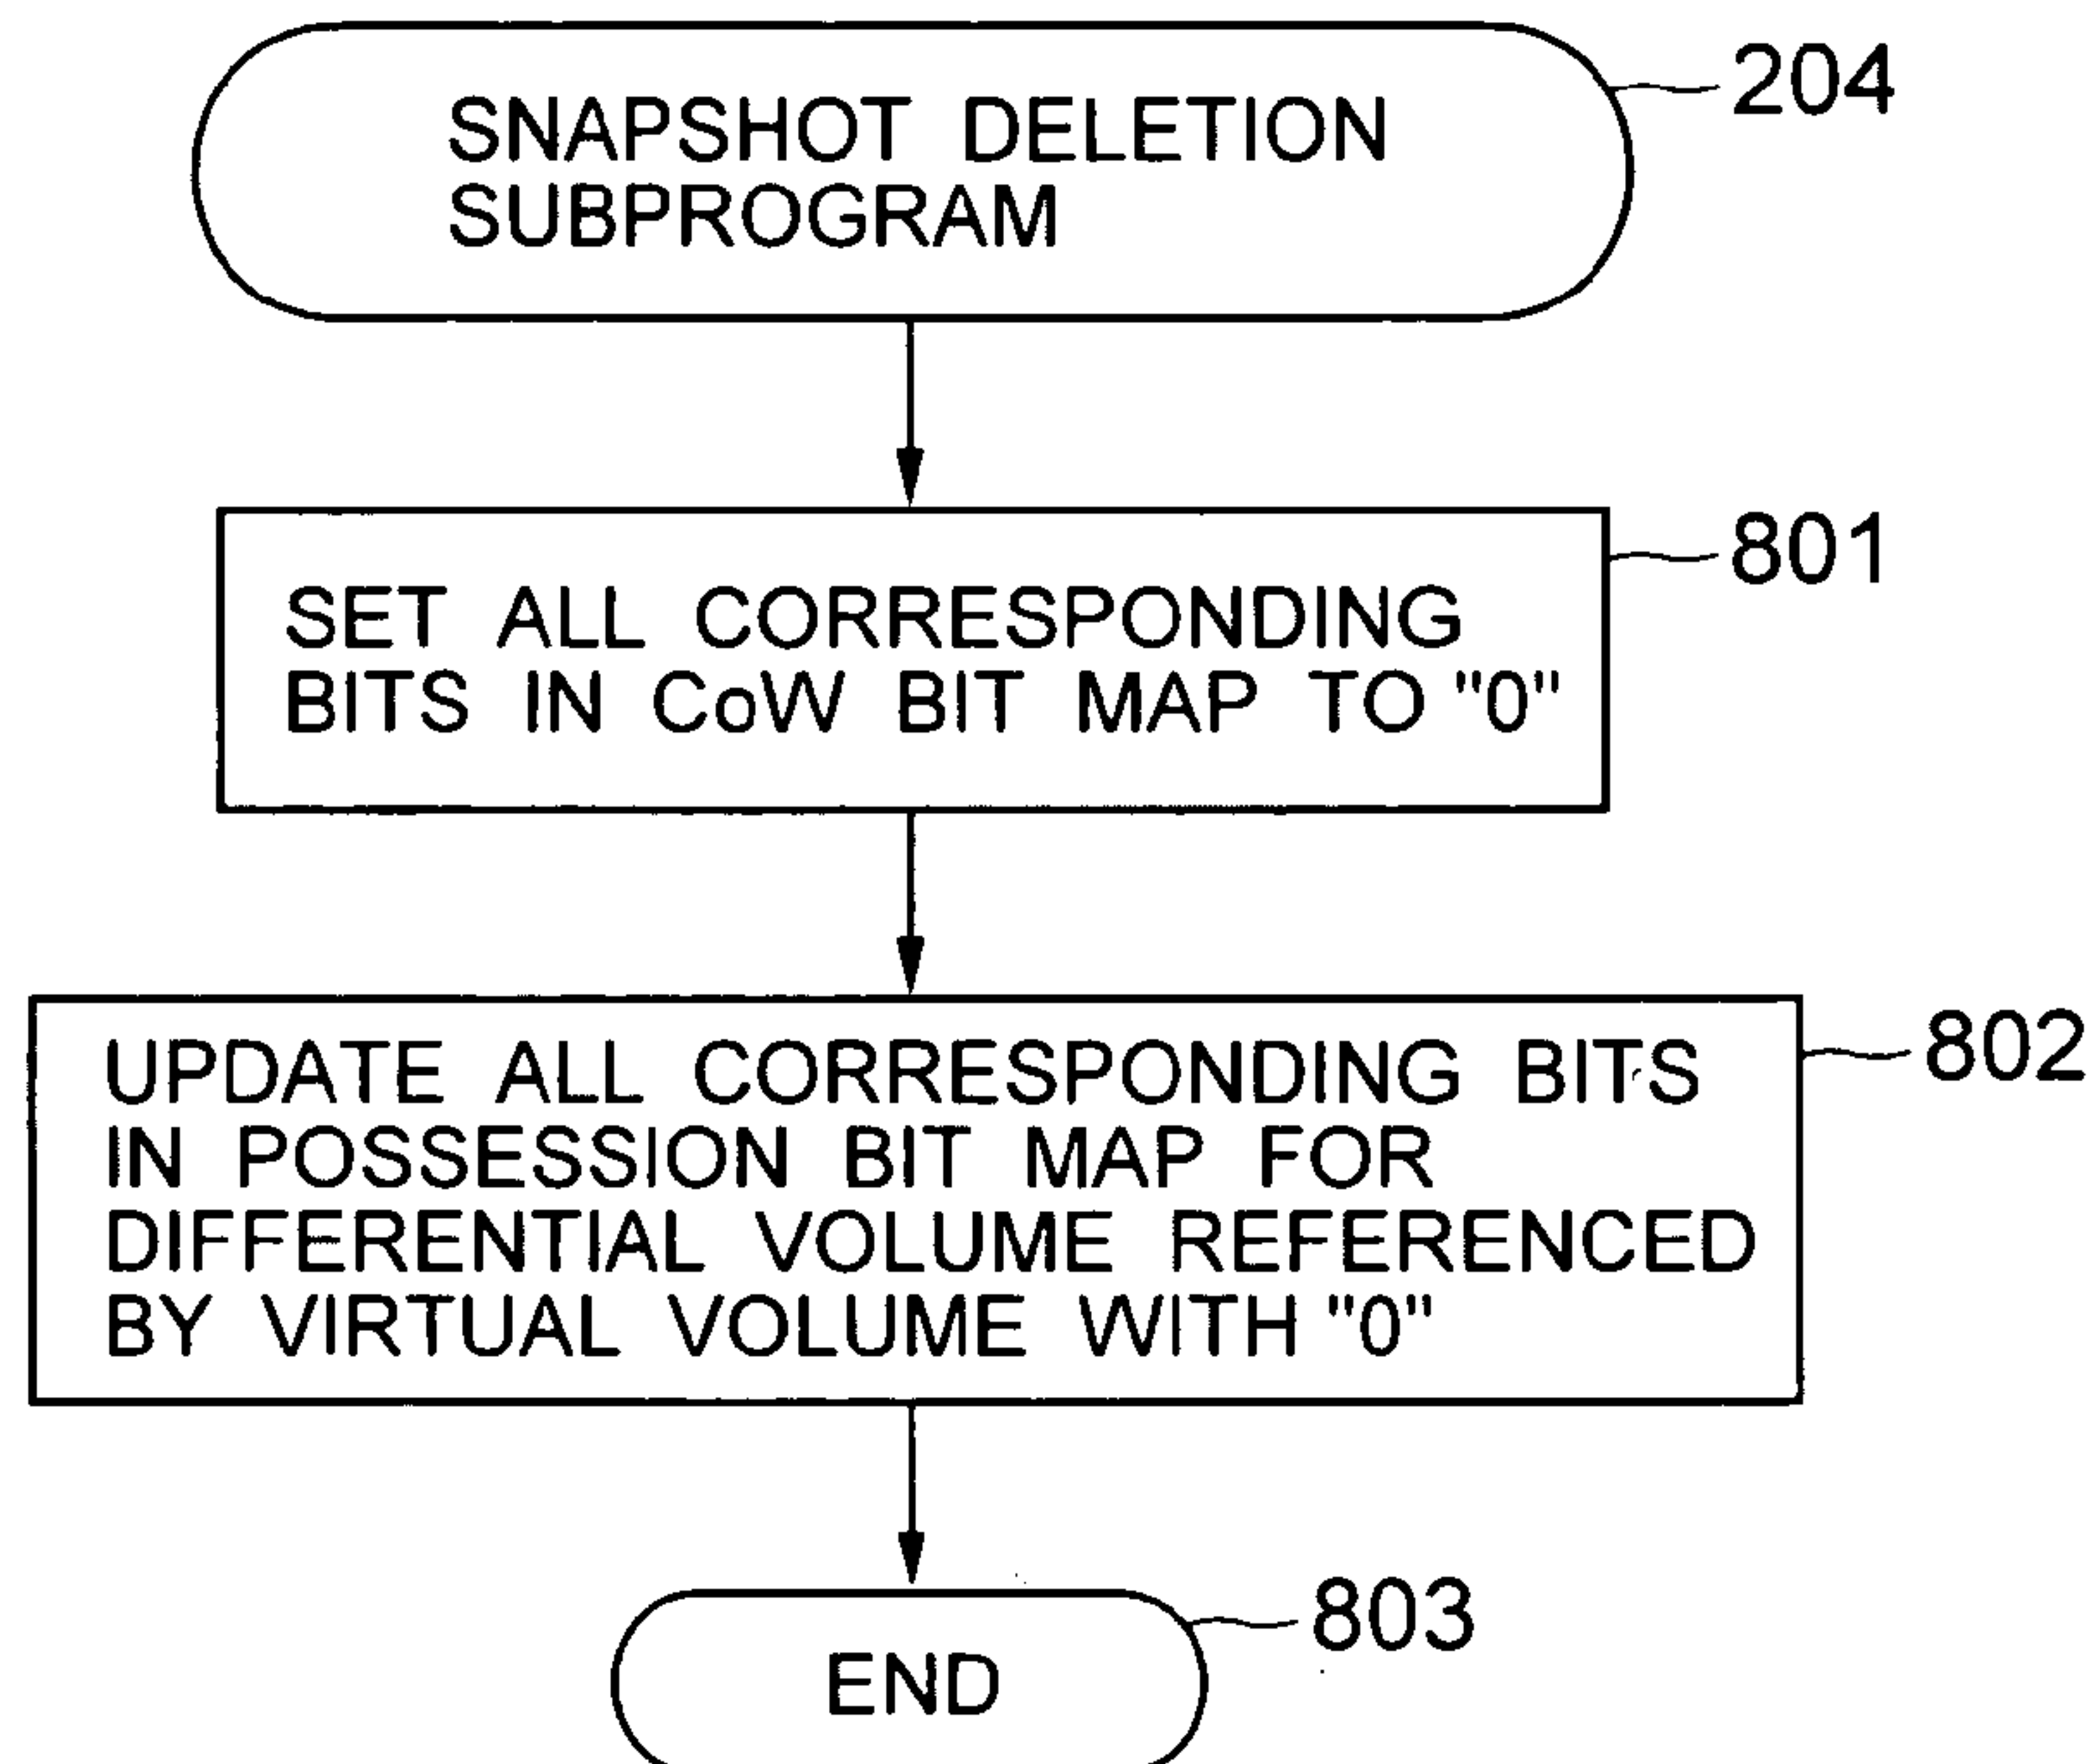 SNAPSHOT DELETION
SUBPROGRAM
204
SET ALL CORRESPONDING
BITS IN CoW BIT MAP TO "0"
801
UPDATE ALL CORRESPONDING BITS
IN POSSESSION BIT MAP FOR
DIFFERENTIAL VOLUME REFERENCED
BY VIRTUAL VOLUME WITH "0"
802
END
803